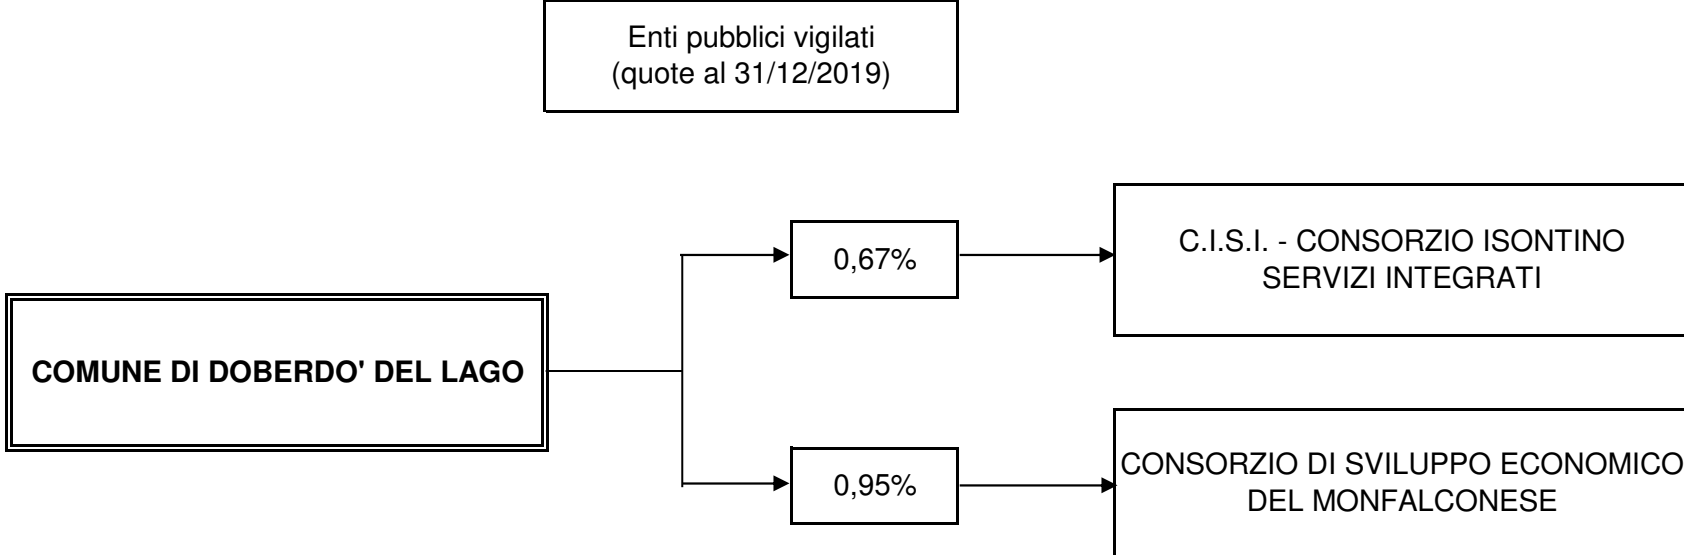 Enti pubblici vigilati
(quote al 31/12/2019)
0,67%
C.I.S.I. - CONSORZIO ISONTINO
SERVIZI INTEGRATI
COMUNE DI DOBERDO' DEL LAGO
0,95%
CONSORZIO DI SVILUPPO ECONOMICO
DEL MONFALCONESE